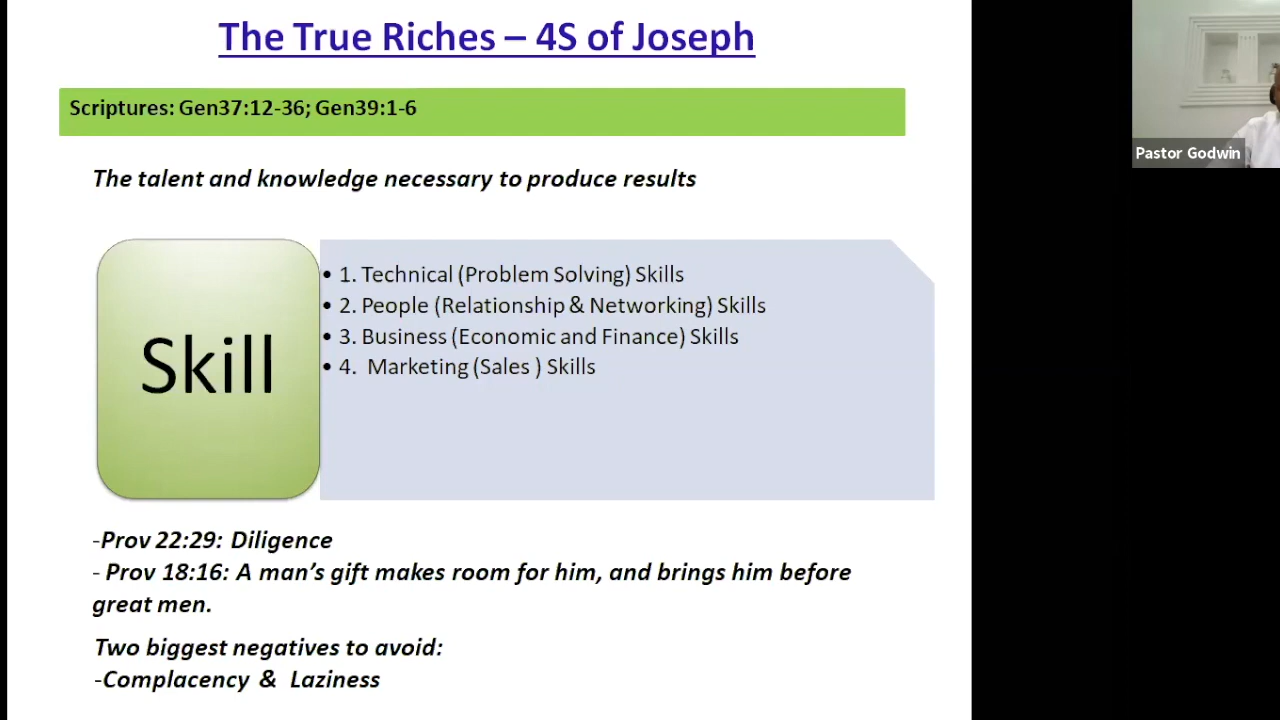 The True Riches – 4S of Joseph
Scriptures: Gen37:12-36; Gen39:1-6
Pastor Godwin
The talent and knowledge necessary to produce results
Skill
• 1. Technical (Problem Solving) Skills
• 2. People (Relationship & Networking) Skills
• 3. Business (Economic and Finance) Skills
• 4.  Marketing (Sales ) Skills
-Prov 22:29: Diligence
- Prov 18:16: A man’s gift makes room for him, and brings him before
great men.
Two biggest negatives to avoid:
-Complacency &  Laziness